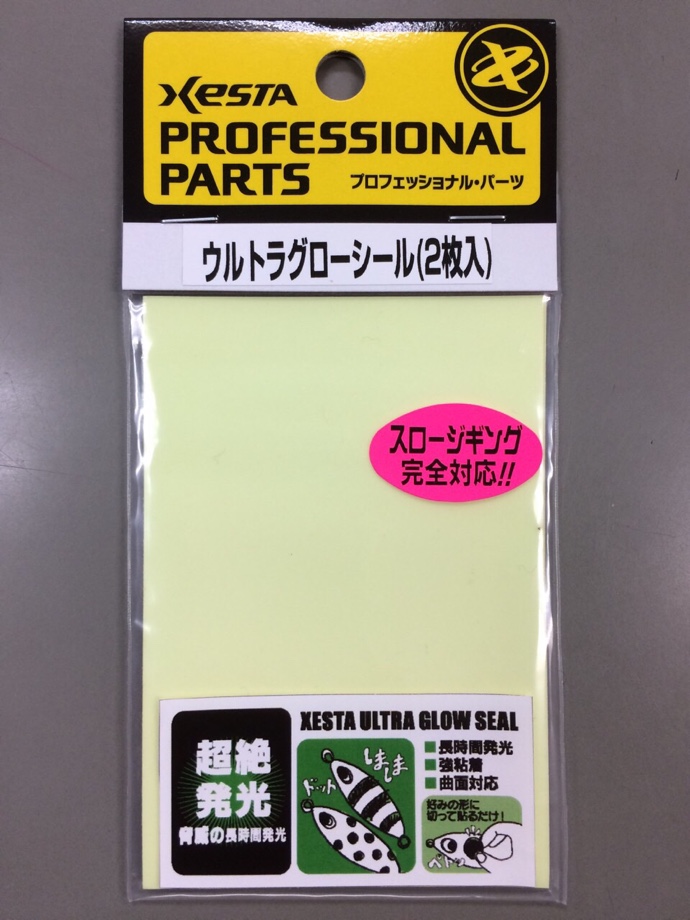 XESTA
PROFESSIONAL
PARTS プロフェッショナル・パーツ
ウルトラグローシール(2枚入)
スロージギング
完全対応!!
XESTA ULTRA GLOW SEAL
超絶
発光
脅威の長時間発光
ドット
しましま
長時間発光
強粘着
曲面対応
好みの形に
切って貼るだけ!
ペトッ